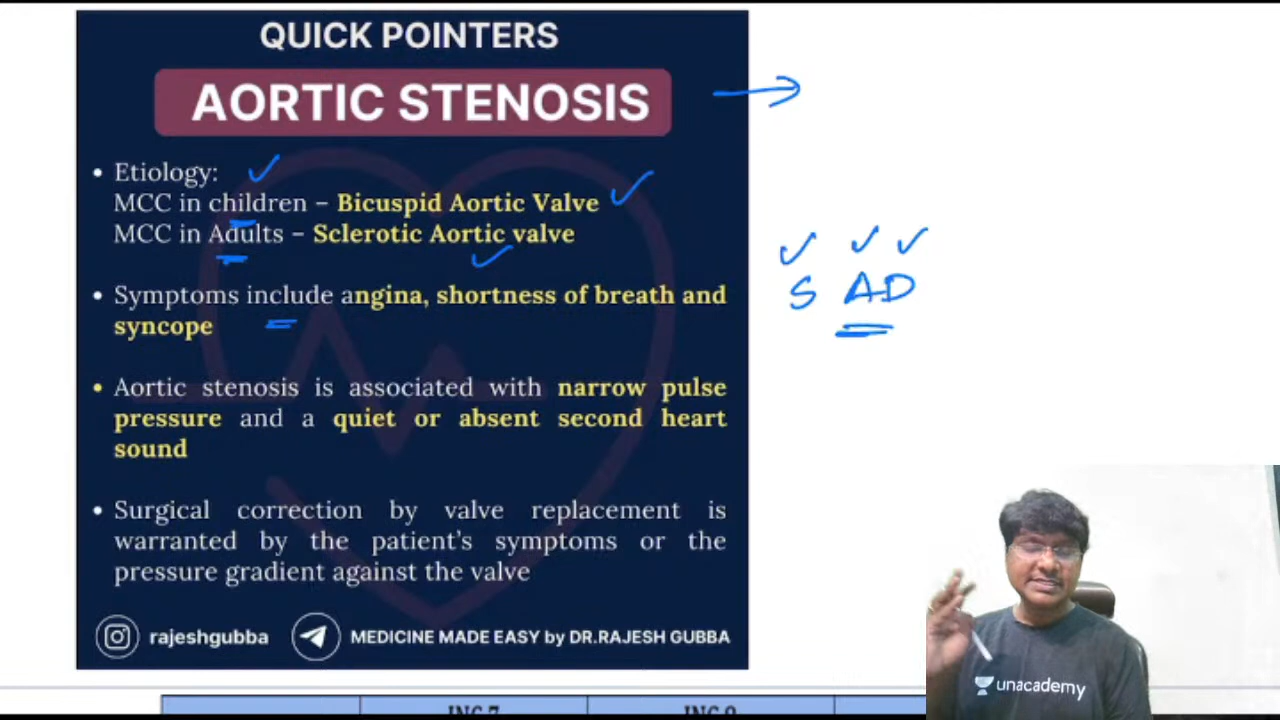 QUICK POINTERS
AORTIC STENOSIS
• Etiology:
MCC in children – Bicuspid Aortic Valve
MCC in Adults – Sclerotic Aortic valve
• Symptoms include angina, shortness of breath and
syncope
• Aortic stenosis is associated with narrow pulse
pressure and a quiet or absent second heart
sound
• Surgical correction by valve replacement is
warranted by the patient's symptoms or the
pressure gradient against the valve
rajeshgubba MEDICINE MADE EASY by DR.RAJESH GUBBA
S AD
unacademy